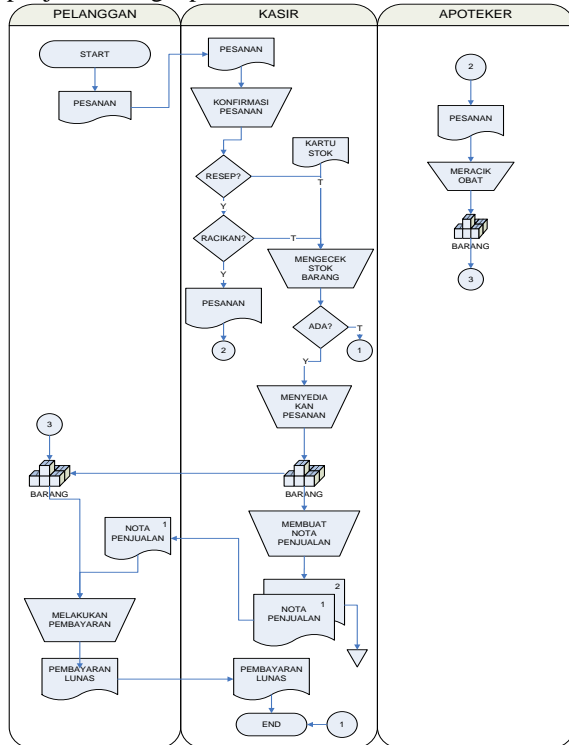 PELANGGAN
KASIR
APOTEKER
START
PESANAN
PESANAN
KONFIRMASI
PESANAN
KARTU
STOK
RESEP?
T
Y
RACIKAN?
T
MENGECEK
STOK
BARANG
Y
PESANAN
2
ADA?
T
1
Y
MENYEDIA
KAN
PESANAN
BARANG
MEMBUAT
NOTA
PENJUALAN
2
1
NOTA
PENJUALAN
3
BARANG
1
NOTA
PENJUALAN
MELAKUKAN
PEMBAYARAN
PEMBAYARAN
LUNAS
PEMBAYARAN
LUNAS
END
1
2
PESANAN
MERACIK
OBAT
BARANG
3